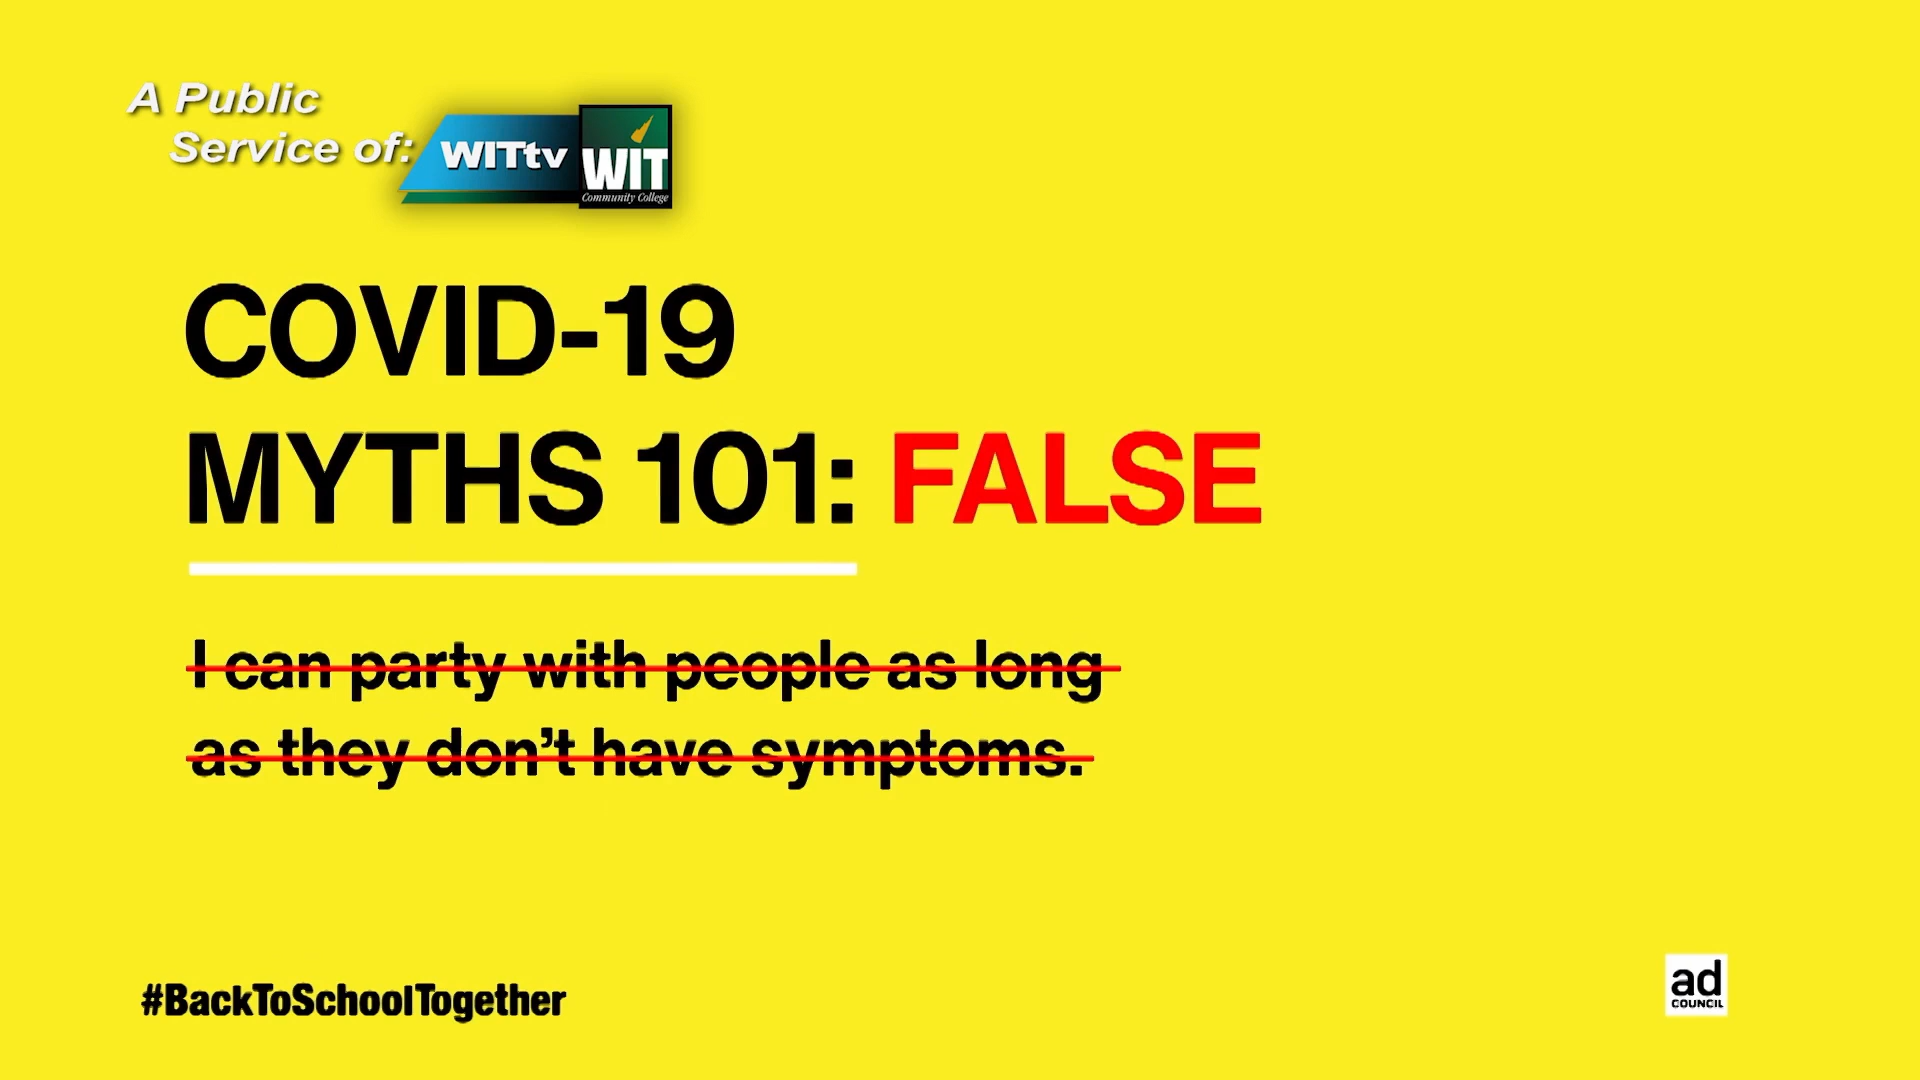 A Public
Service of:
WITtv
WIT
Community College
COVID-19
MYTHS 101: FALSE
I can party with people as long
as they don’t have symptoms.
#BackToSchoolTogether
ad
COUNCIL